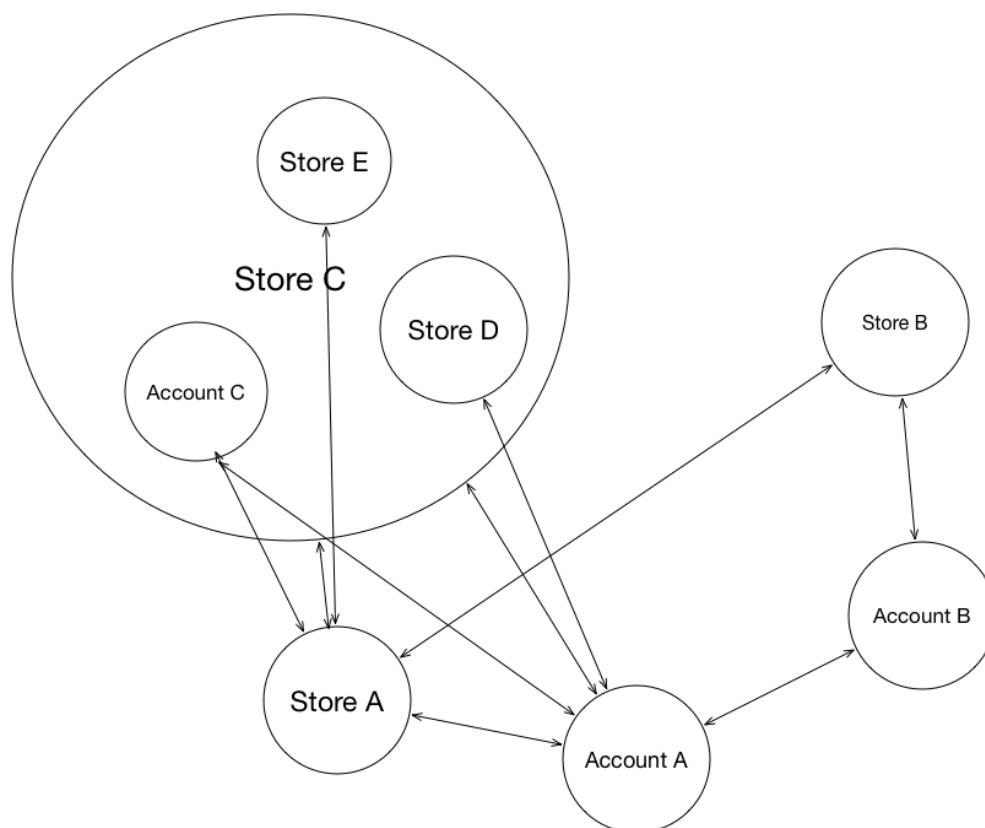 Store E
Store C
Store D
Store B
Account C
Account B
Store A
Account A